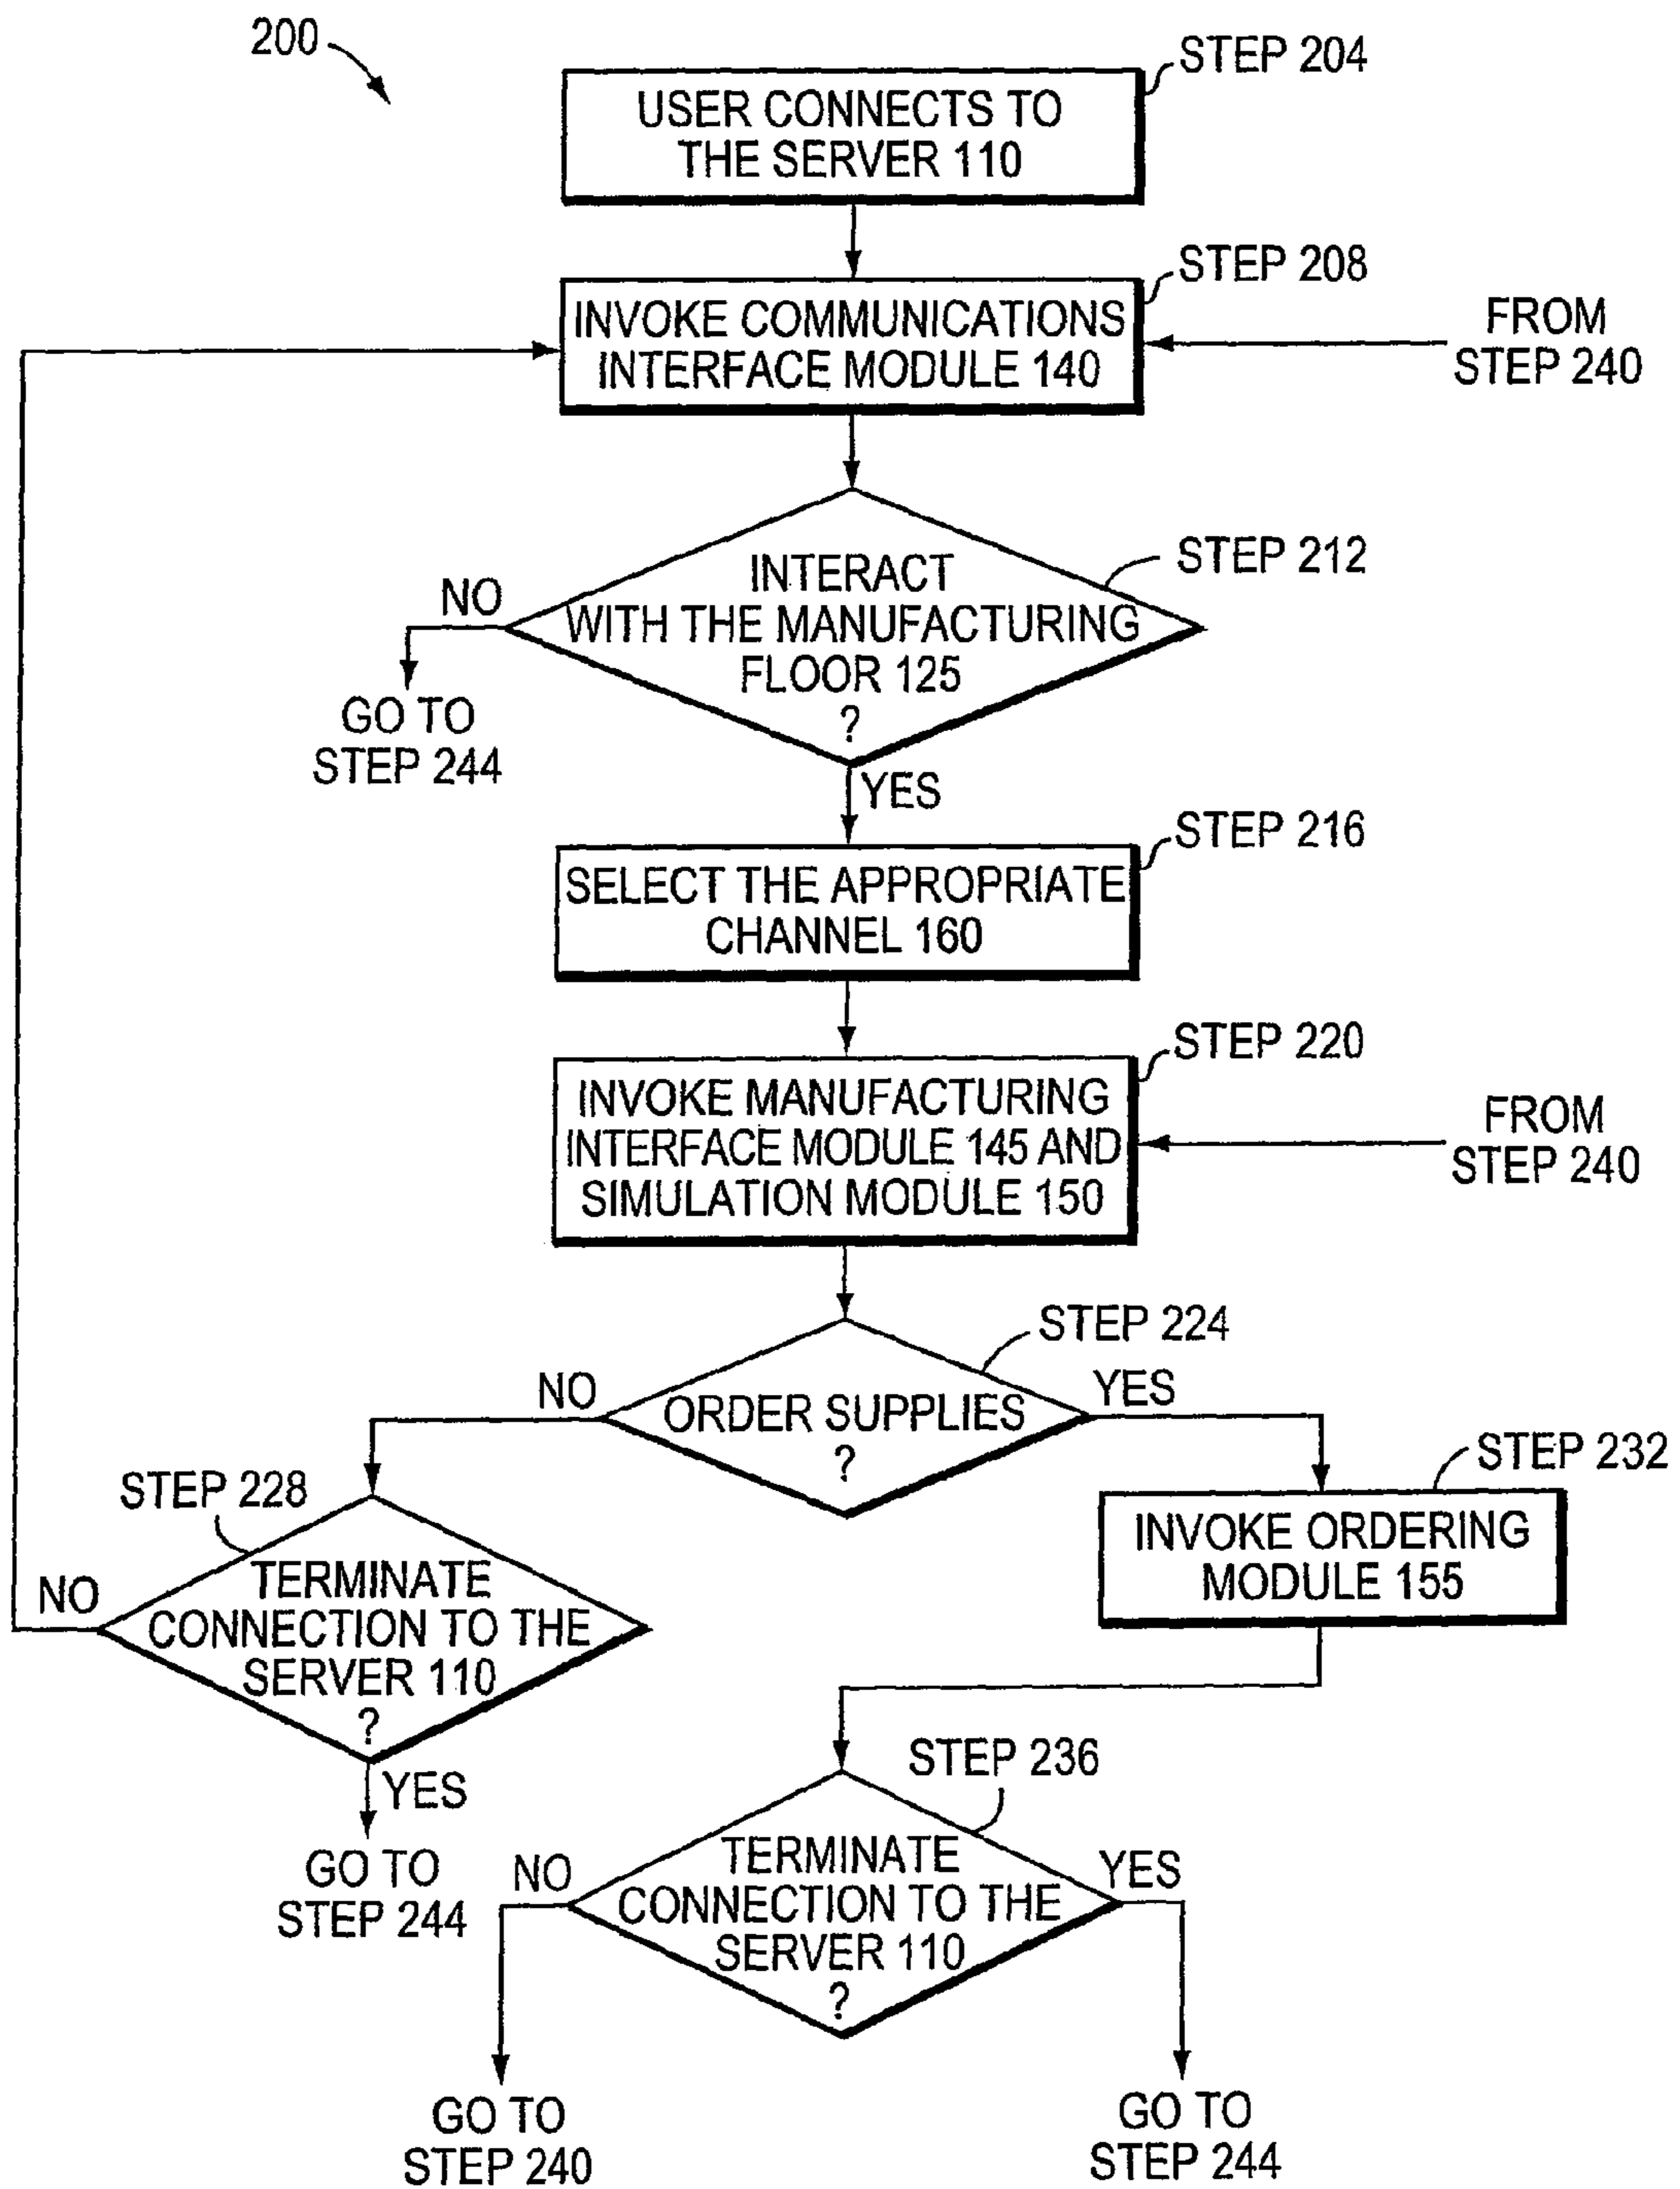 200
STEP 204
USER CONNECTS TO
THE SERVER 110
STEP 208
INVOKE COMMUNICATIONS
INTERFACE MODULE 140
FROM
STEP 240
STEP 212
INTERACT
WITH THE MANUFACTURING
FLOOR 125
?
NO
GO TO
STEP 244
YES
STEP 216
SELECT THE APPROPRIATE
CHANNEL 160
STEP 220
INVOKE MANUFACTURING
INTERFACE MODULE 145 AND
SIMULATION MODULE 150
FROM
STEP 240
STEP 224
ORDER SUPPLIES
?
NO
YES
STEP 228
TERMINATE
CONNECTION TO THE
SERVER 110
?
NO
YES
GO TO
STEP 244
STEP 232
INVOKE ORDERING
MODULE 155
STEP 236
TERMINATE
CONNECTION TO THE
SERVER 110
?
NO
YES
GO TO
STEP 240
GO TO
STEP 244